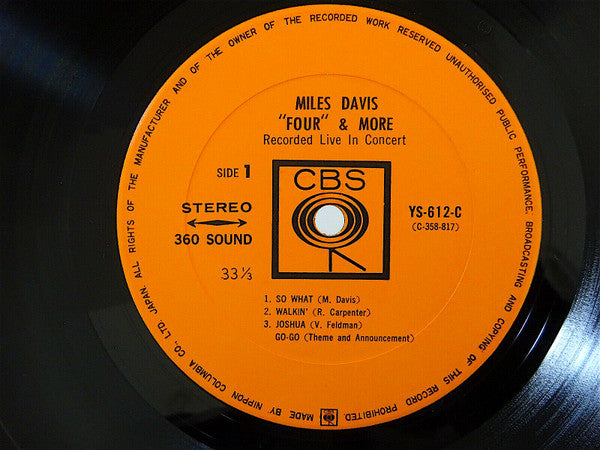 ALL RIGHTS OF THE MANUFACTURER AND OF THE OWNER OF THE RECORDED WORK RESERVED UNAUTHORISED PUBLIC PERFORMANCE, BROADCASTING AND COPYING OF THIS RECORD PROHIBITED.
MADE BY NIPPON COLUMBIA CO., LTD. JAPAN.
MILES DAVIS
"FOUR" & MORE
Recorded Live In Concert
SIDE 1
CBS
STEREO
360 SOUND
33⅓
YS-612-C
(C-358-817)
1. SO WHAT (M. Davis)
2. WALKIN' (R. Carpenter)
3. JOSHUA (V. Feldman)
GO-GO (Theme and Announcement)